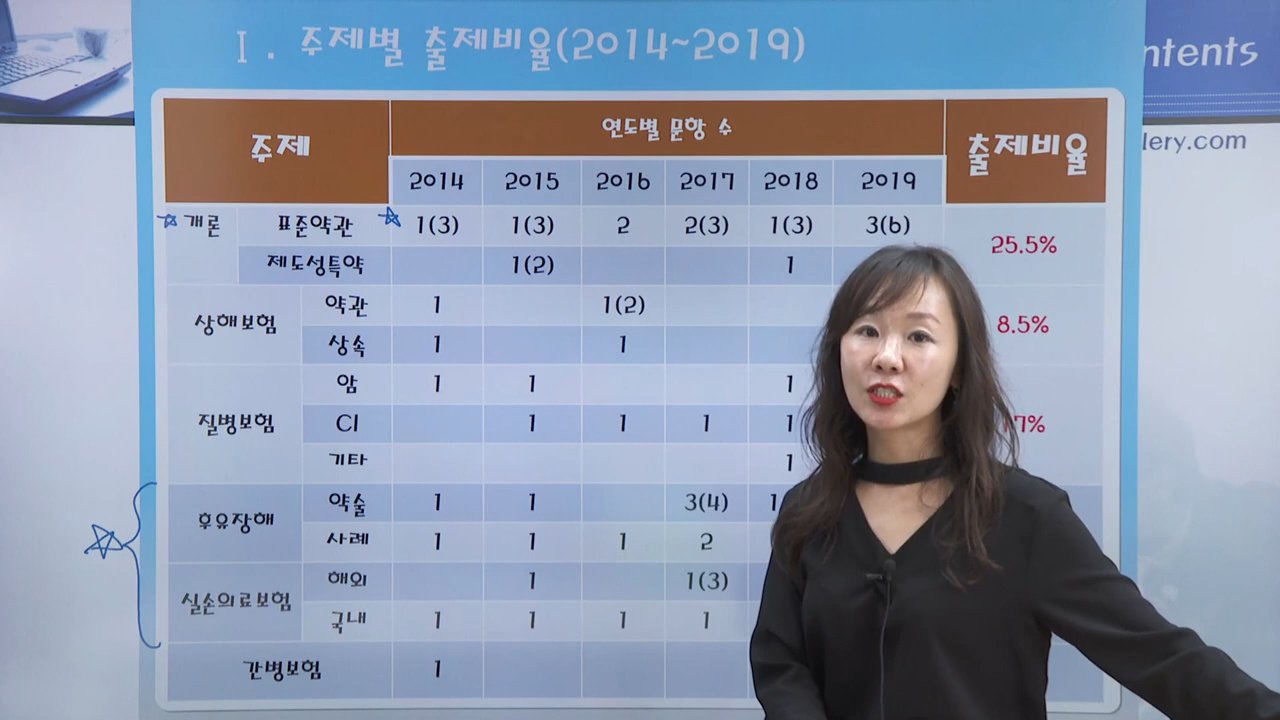 Ⅰ. 주제별 출제비율(2014~2019)
ntents
lery.com
주제 연도별 문항 수 출제비율
2014 2015 2016 2017 2018 2019
개론 표준약관 1(3) 1(3) 2 2(3) 1(3) 3(6) 25.5%
제도성특약 1(2) 1
상해보험 약관 1 1(2) 8.5%
상속 1 1
질병보험 암 1 1 1
CI 1 1 1 1 7%
기타 1
후유장해 약술 1 1 3(4) 1
사례 1 1 1 2
실손의료보험 해외 1 1(3)
국내 1 1 1 1
간병보험 1